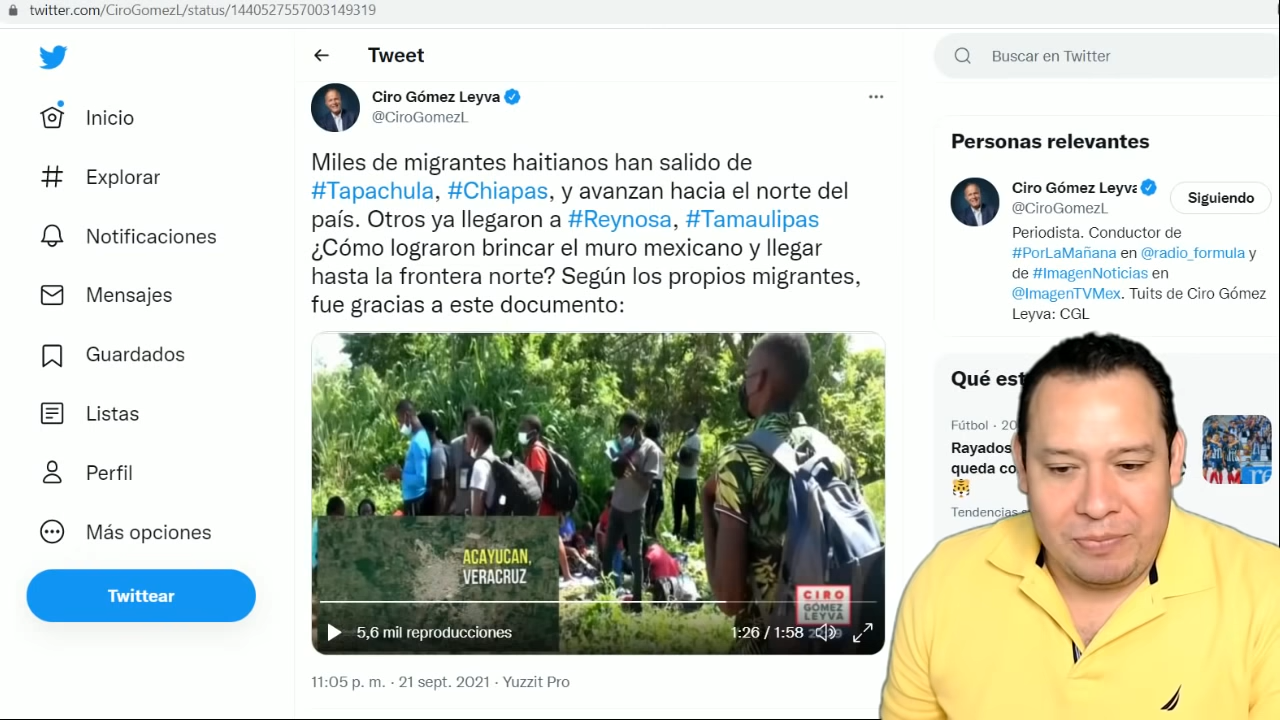 twitter.com/CiroGomezL/status/1440527557003149319
Inicio
Explorar
Notificaciones
Mensajes
Guardados
Listas
Perfil
Más opciones
Twittear
Tweet
Ciro Gómez Leyva
@CiroGomezL
Miles de migrantes haitianos han salido de
#Tapachula, #Chiapas, y avanzan hacia el norte del
país. Otros ya llegaron a #Reynosa, #Tamaulipas
¿Cómo lograron brincar el muro mexicano y llegar
hasta la frontera norte? Según los propios migrantes,
fue gracias a este documento:
ACAYUCAN,
VERACRUZ
CIRO
GÓMEZ
LEYVA
5,6 mil reproducciones
1:26 / 1:58
11:05 p. m. · 21 sept. 2021 · Yuzzit Pro
Buscar en Twitter
Personas relevantes
Ciro Gómez Leyva
@CiroGomezL
Siguiendo
Periodista. Conductor de
#PorLaMañana en @radio_formula y
de #ImagenNoticias en
@ImagenTVMex. Tuits de Ciro Gómez
Leyva: CGL
Qué est
Fútbol · 20
Rayados
queda co
Tendencias